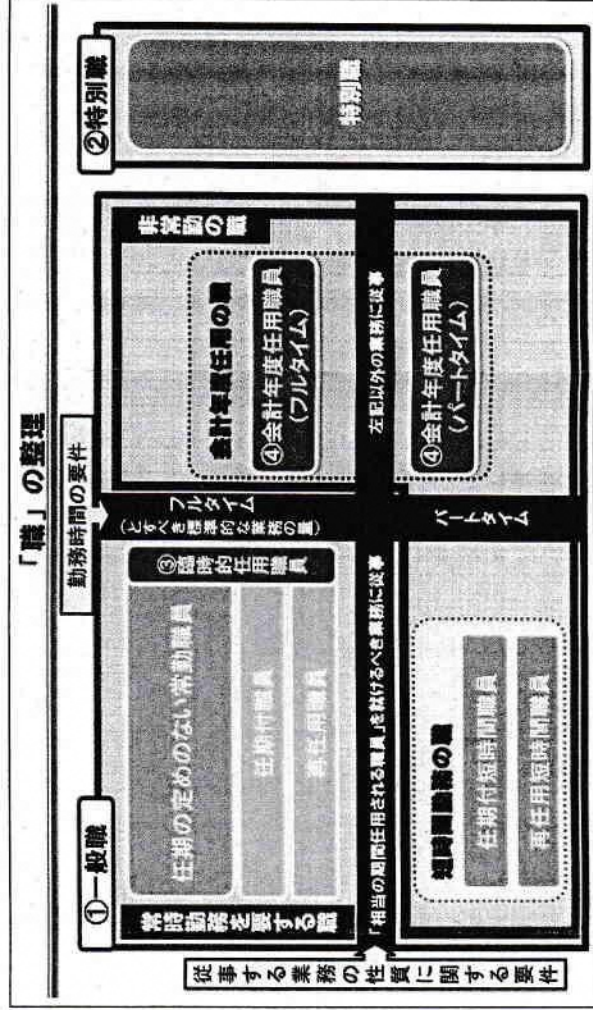 「職」の整理
勤務時間の要件
①一般職
②特別職
常時勤務を要する職
任期の定めのない常勤職員
任期付職員
再任用職員
③臨時的任用職員
フルタイム
(とすべき標準的な業務の量)
非常勤の職
会計年度任用の職
④会計年度任用職員
(フルタイム)
特別職
従事する業務の性質に関する要件
「相当の期間任用される職員」を就けるべき業務に従事
左記以外の業務に従事
短時間勤務の職
任期付短時間職員
再任用短時間職員
パートタイム
④会計年度任用職員
(パートタイム)